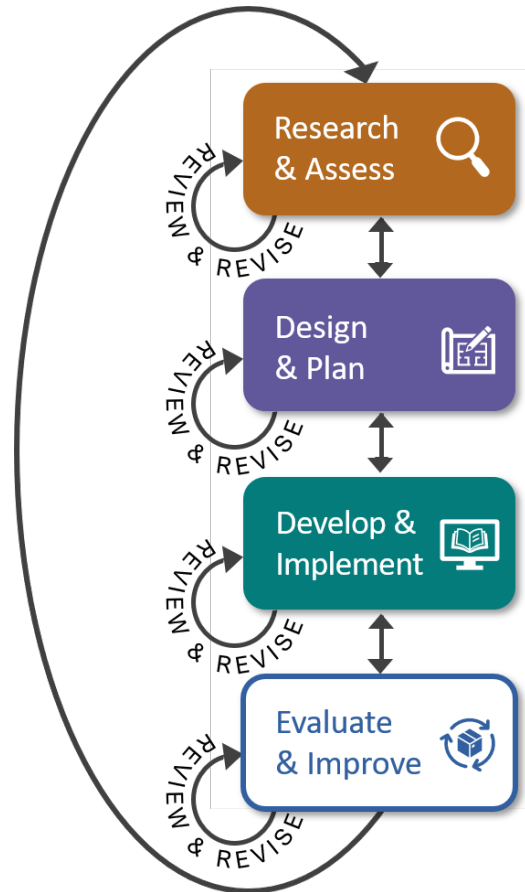 Research
& Assess
REVIEW & REVISE
Design
& Plan
REVIEW & REVISE
Develop &
Implement
REVIEW & REVISE
Evaluate
& Improve
REVIEW & REVISE